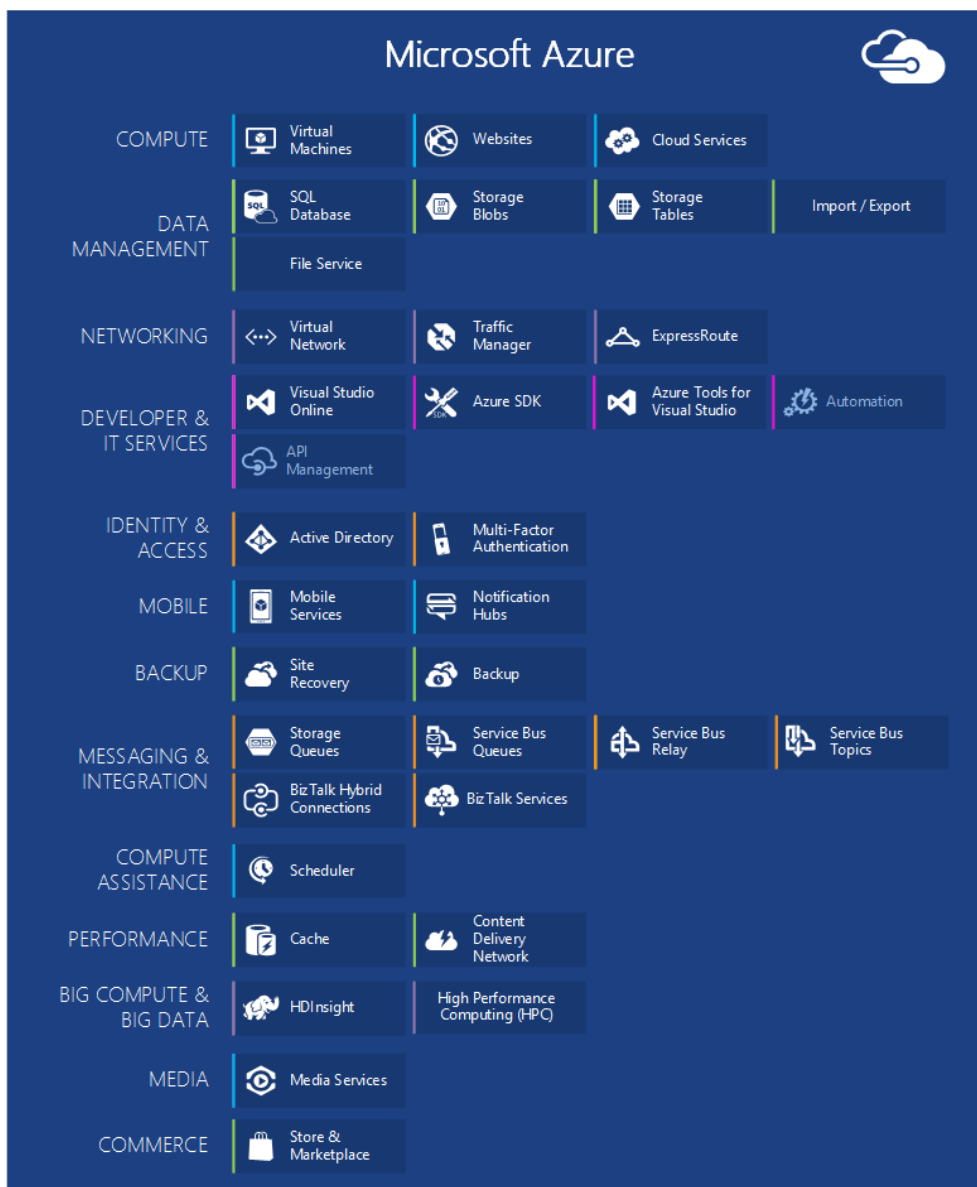 Microsoft Azure
COMPUTE
Virtual
Machines
Websites
Cloud Services
DATA
MANAGEMENT
SQL
SQL
Database
10
01
Storage
Blobs
Storage
Tables
Import / Export
File Service
NETWORKING
Virtual
Network
Traffic
Manager
ExpressRoute
DEVELOPER &
IT SERVICES
Visual Studio
Online
SDK
Azure SDK
Azure Tools for
Visual Studio
Automation
API
Management
IDENTITY &
ACCESS
Active Directory
Multi-Factor
Authentication
MOBILE
Mobile
Services
Notification
Hubs
BACKUP
Site
Recovery
Backup
MESSAGING &
INTEGRATION
Storage
Queues
Service Bus
Queues
Service Bus
Relay
Service Bus
Topics
BizTalk Hybrid
Connections
BizTalk Services
COMPUTE
ASSISTANCE
Scheduler
PERFORMANCE
Cache
Content
Delivery
Network
BIG COMPUTE &
BIG DATA
HDInsight
High Performance
Computing (HPC)
MEDIA
Media Services
COMMERCE
Store &
Marketplace